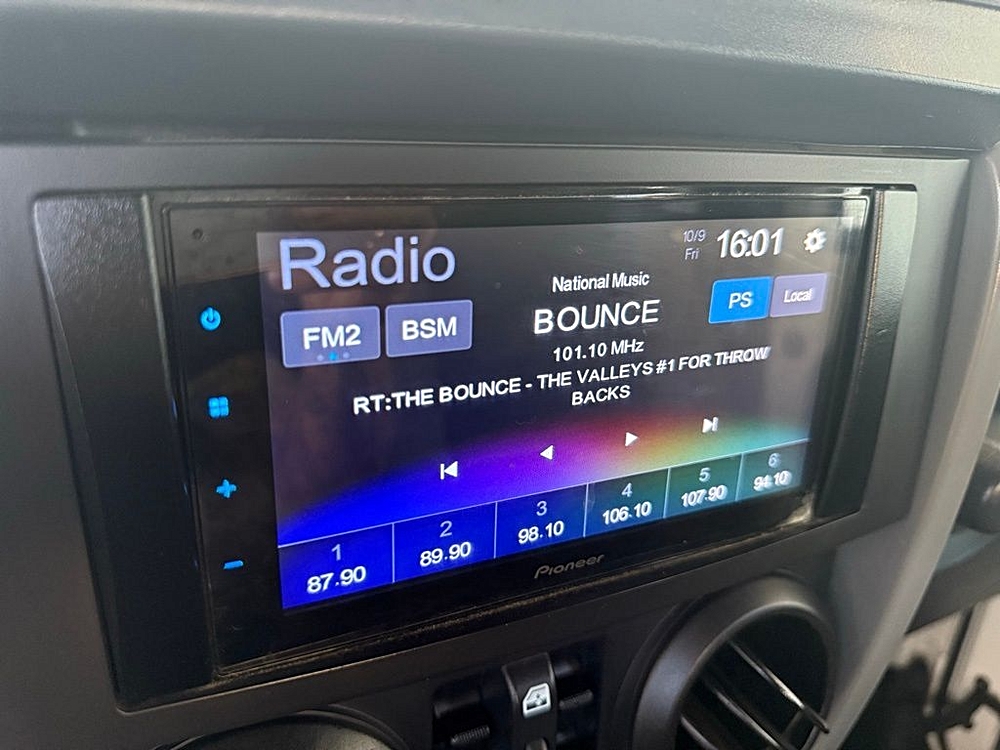 Radio
10/9
Fri
16:01
FM2
BSM
National Music
BOUNCE
101.10 MHz
PS
Local
RT:THE BOUNCE - THE VALLEYS #1 FOR THROW
BACKS
1
87.90
2
89.90
3
98.10
4
106.10
5
107.90
6
94.10
Pioneer